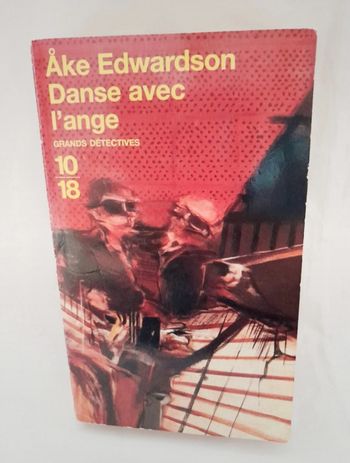 Åke Edwardson
Danse avec
l'ange
GRANDS DÉTECTIVES
10
18